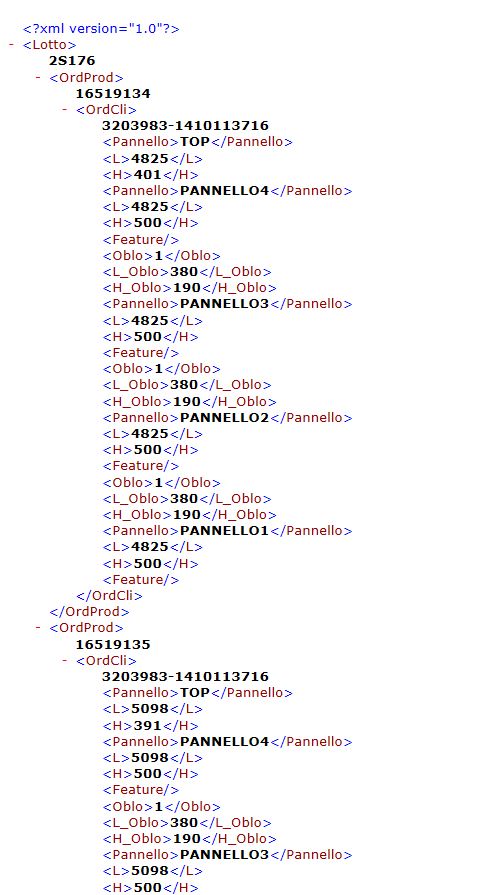 <?xml version="1.0"?>
- <Lotto>
2S176
- <OrdProd>
16519134
- <OrdCli>
3203983-1410113716
<Pannello>TOP</Pannello>
<L>4825</L>
<H>401</H>
<Pannello>PANNELLO4</Pannello>
<L>4825</L>
<H>500</H>
<Feature/>
<Oblo>1</Oblo>
<L_Oblo>380</L_Oblo>
<H_Oblo>190</H_Oblo>
<Pannello>PANNELLO3</Pannello>
<L>4825</L>
<H>500</H>
<Feature/>
<Oblo>1</Oblo>
<L_Oblo>380</L_Oblo>
<H_Oblo>190</H_Oblo>
<Pannello>PANNELLO2</Pannello>
<L>4825</L>
<H>500</H>
<Feature/>
<Oblo>1</Oblo>
<L_Oblo>380</L_Oblo>
<H_Oblo>190</H_Oblo>
<Pannello>PANNELLO1</Pannello>
<L>4825</L>
<H>500</H>
<Feature/>
</OrdCli>
</OrdProd>
- <OrdProd>
16519135
- <OrdCli>
3203983-1410113716
<Pannello>TOP</Pannello>
<L>5098</L>
<H>391</H>
<Pannello>PANNELLO4</Pannello>
<L>5098</L>
<H>500</H>
<Feature/>
<Oblo>1</Oblo>
<L_Oblo>380</L_Oblo>
<H_Oblo>190</H_Oblo>
<Pannello>PANNELLO3</Pannello>
<L>5098</L>
<H>500</H>